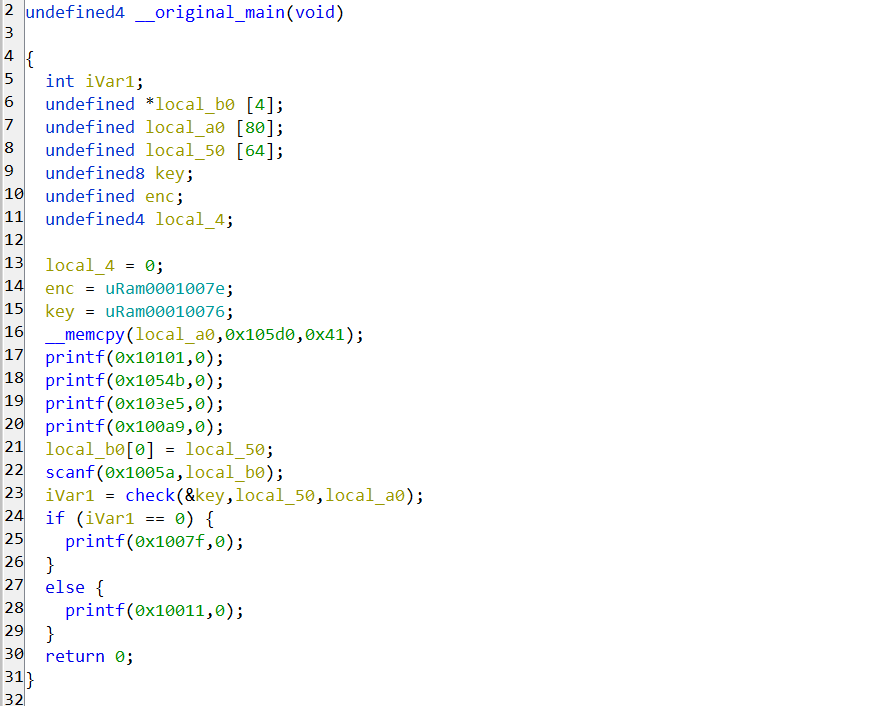 2 undefined4 __original_main(void)
3
4 {
5 int iVar1;
6 undefined *local_b0 [4];
7 undefined local_a0 [80];
8 undefined local_50 [64];
9 undefined8 key;
10 undefined enc;
11 undefined4 local_4;
12
13 local_4 = 0;
14 enc = uRam0001007e;
15 key = uRam00010076;
16 __memcpy(local_a0,0x105d0,0x41);
17 printf(0x10101,0);
18 printf(0x1054b,0);
19 printf(0x103e5,0);
20 printf(0x100a9,0);
21 local_b0[0] = local_50;
22 scanf(0x1005a,local_b0);
23 iVar1 = check(&key,local_50,local_a0);
24 if (iVar1 == 0) {
25 printf(0x1007f,0);
26 }
27 else {
28 printf(0x10011,0);
29 }
30 return 0;
31 }
32